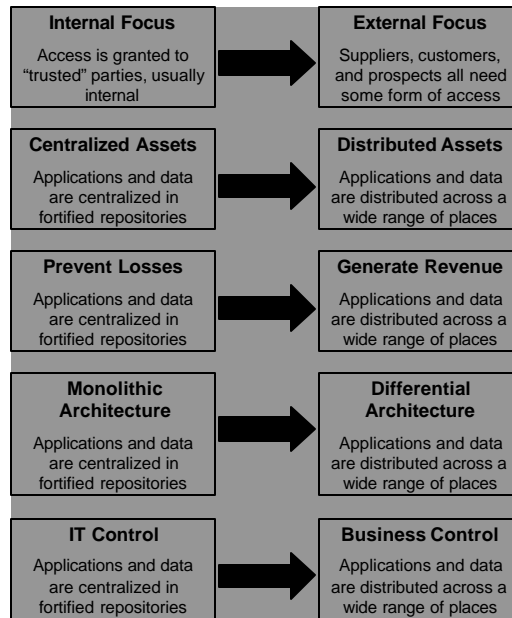 Internal Focus
Access is granted to
“trusted” parties, usually
internal
External Focus
Suppliers, customers,
and prospects all need
some form of access
Centralized Assets
Applications and data
are centralized in
fortified repositories
Distributed Assets
Applications and data
are distributed across a
wide range of places
Prevent Losses
Applications and data
are centralized in
fortified repositories
Generate Revenue
Applications and data
are distributed across a
wide range of places
Monolithic
Architecture
Applications and data
are centralized in
fortified repositories
Differential
Architecture
Applications and data
are distributed across a
wide range of places
IT Control
Applications and data
are centralized in
fortified repositories
Business Control
Applications and data
are distributed across a
wide range of places